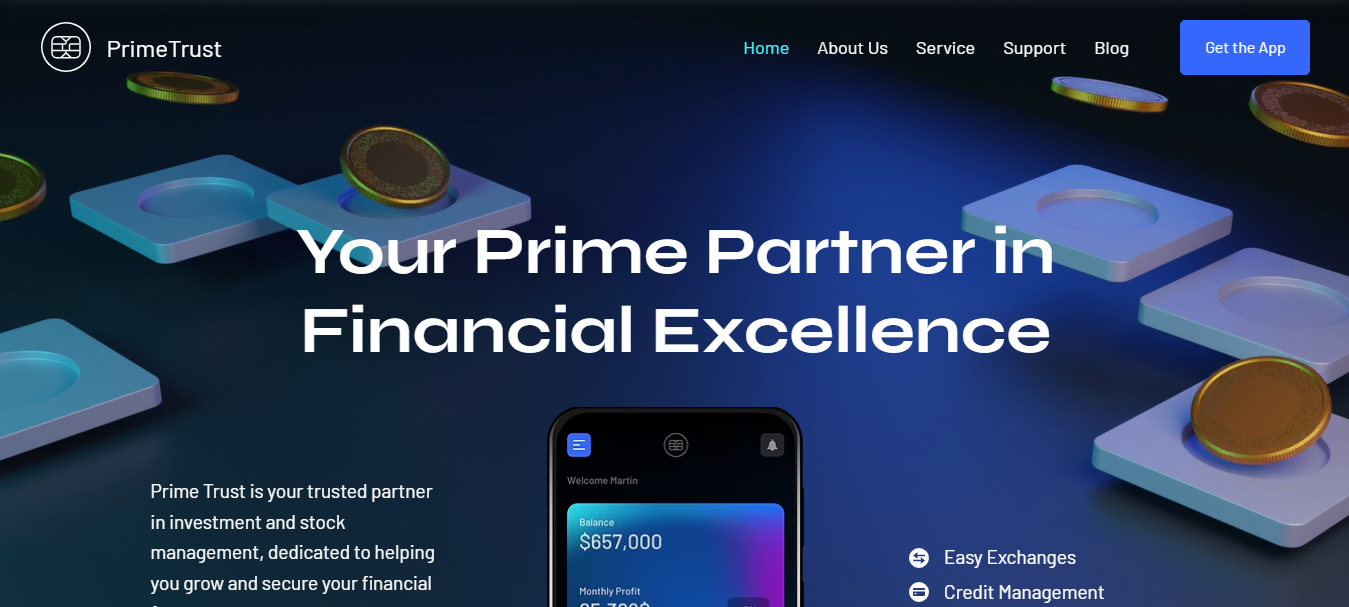 PrimeTrust
Home
About Us
Service
Support
Blog
Get the App
Your Prime Partner in
Financial Excellence
Welcome Martin
Balance
$657,000
Monthly Profit
Prime Trust is your trusted partner
in investment and stock
management, dedicated to helping
you grow and secure your financial
Easy Exchanges
Credit Management